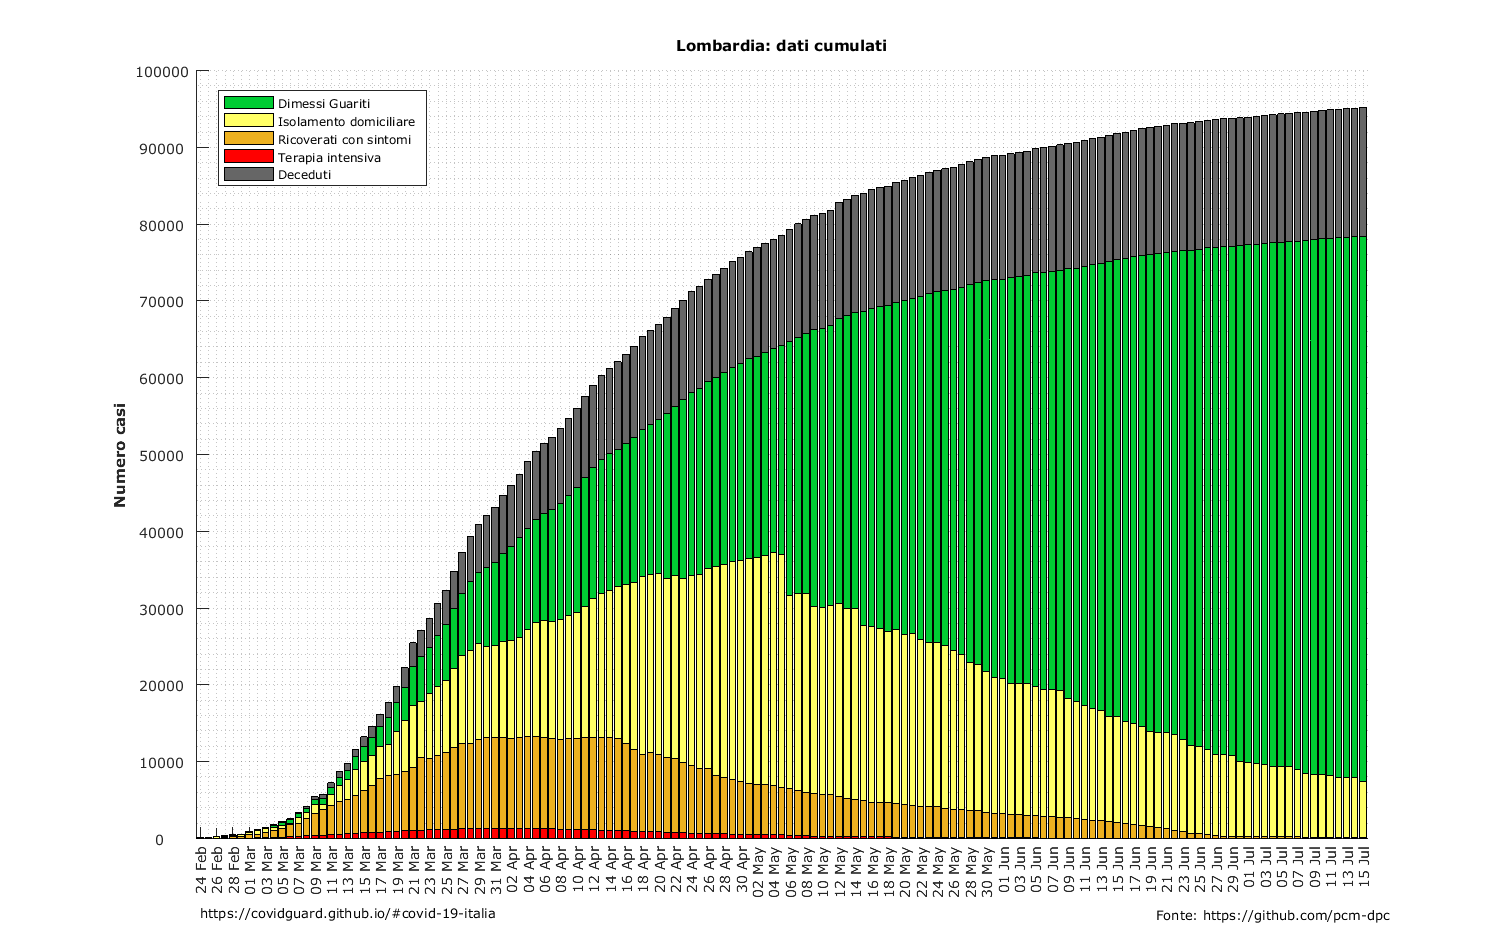 Lombardia: dati cumulati
100000
90000
80000
70000
60000
50000
40000
30000
20000
10000
0
Numero casi
Dimessi Guariti
Isolamento domiciliare
Ricoverati con sintomi
Terapia intensiva
Deceduti
24 Feb
26 Feb
28 Feb
01 Mar
03 Mar
05 Mar
07 Mar
09 Mar
11 Mar
13 Mar
15 Mar
17 Mar
19 Mar
21 Mar
23 Mar
25 Mar
27 Mar
29 Mar
31 Mar
02 Apr
04 Apr
06 Apr
08 Apr
10 Apr
12 Apr
14 Apr
16 Apr
18 Apr
20 Apr
22 Apr
24 Apr
26 Apr
28 Apr
30 Apr
02 May
04 May
06 May
08 May
10 May
12 May
14 May
16 May
18 May
20 May
22 May
24 May
26 May
28 May
30 May
01 Jun
03 Jun
05 Jun
07 Jun
09 Jun
11 Jun
13 Jun
15 Jun
17 Jun
19 Jun
21 Jun
23 Jun
25 Jun
27 Jun
29 Jun
01 Jul
03 Jul
05 Jul
07 Jul
09 Jul
11 Jul
13 Jul
15 Jul
https://covidguard.github.io/#covid-19-italia
Fonte: https://github.com/pcm-dpc